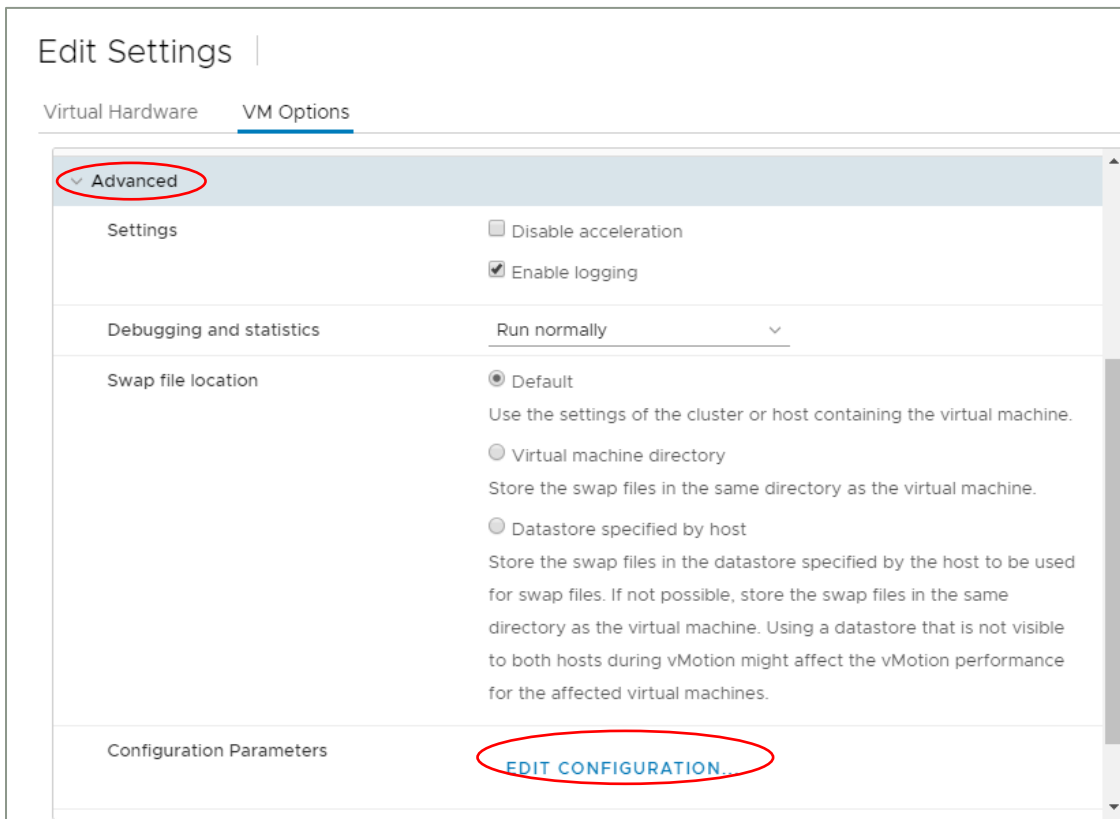 Edit Settings
Virtual Hardware VM Options
Advanced
Settings Disable acceleration
Enable logging
Debugging and statistics Run normally
Swap file location Default
Use the settings of the cluster or host containing the virtual machine.
Virtual machine directory
Store the swap files in the same directory as the virtual machine.
Datastore specified by host
Store the swap files in the datastore specified by the host to be used
for swap files. If not possible, store the swap files in the same
directory as the virtual machine. Using a datastore that is not visible
to both hosts during vMotion might affect the vMotion performance
for the affected virtual machines.
Configuration Parameters EDIT CONFIGURATION...